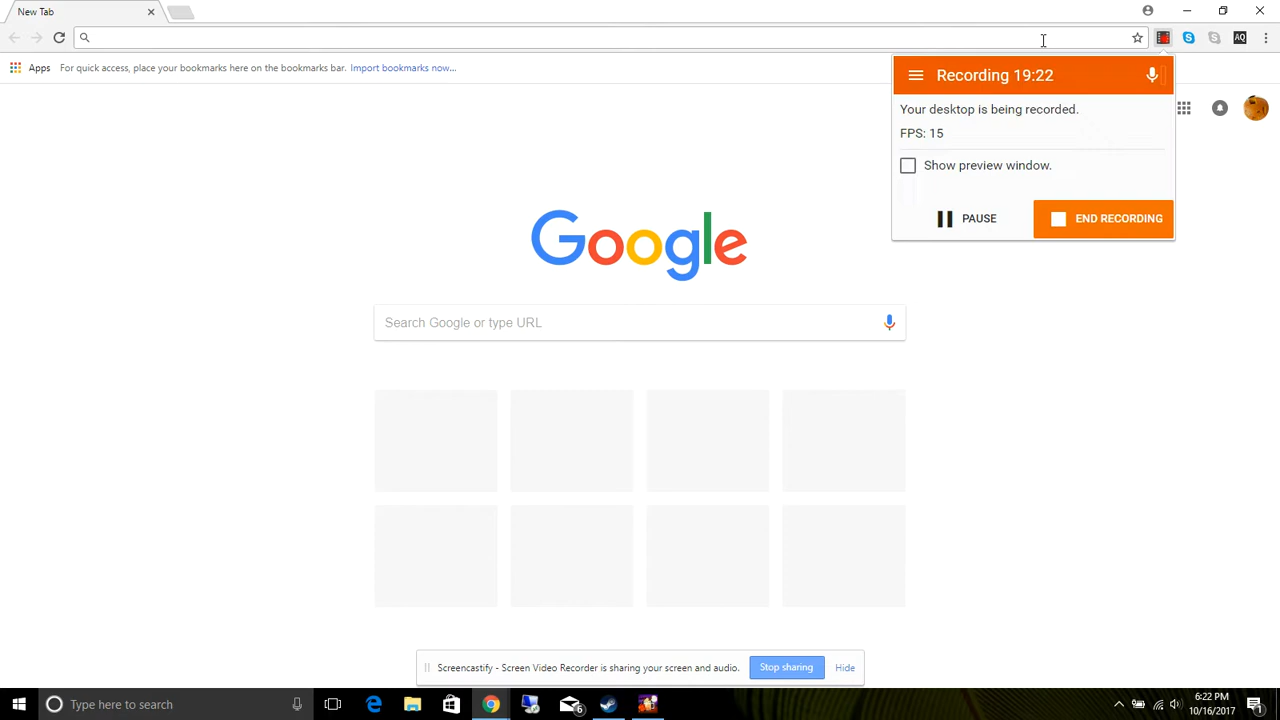 New Tab
Apps
For quick access, place your bookmarks here on the bookmarks bar. Import bookmarks now...
AQ
Recording 19:22
Your desktop is being recorded.
FPS: 15
Show preview window.
PAUSE
END RECORDING
Google
Search Google or type URL
Screencastify - Screen Video Recorder is sharing your screen and audio.
Stop sharing
Hide
Type here to search
6:22 PM
10/16/2017